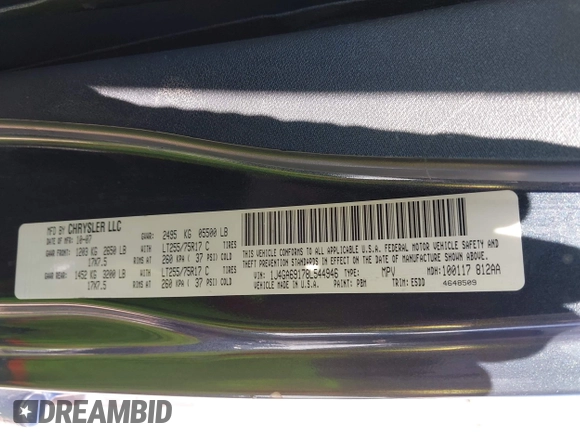 MFD BY CHRYSLER LLC
DATE OF MFR: 10-07 GVWR: 2495 KG 05500 LB
GAWR FRONT: 1203 KG 2650 LB WITH LT255/75R17 C TIRES
17X7.5 RIMS AT 260 KPA ( 37 PSI) COLD
GAWR REAR: 1452 KG 3200 LB WITH LT255/75R17 C TIRES
17X7.5 RIMS AT 260 KPA ( 37 PSI) COLD
THIS VEHICLE CONFORMS TO ALL APPLICABLE U.S.A. FEDERAL MOTOR VEHICLE SAFETY AND
THEFT PREVENTION STANDARDS IN EFFECT ON THE DATE OF MANUFACTURE SHOWN ABOVE.
VIN: 1J4GA69178L544946 TYPE: MPV MDH: 100117 812AA
VEHICLE MADE IN U.S.A. PAINT: PBM TRIM: E5DD 4648509
DREAMBID